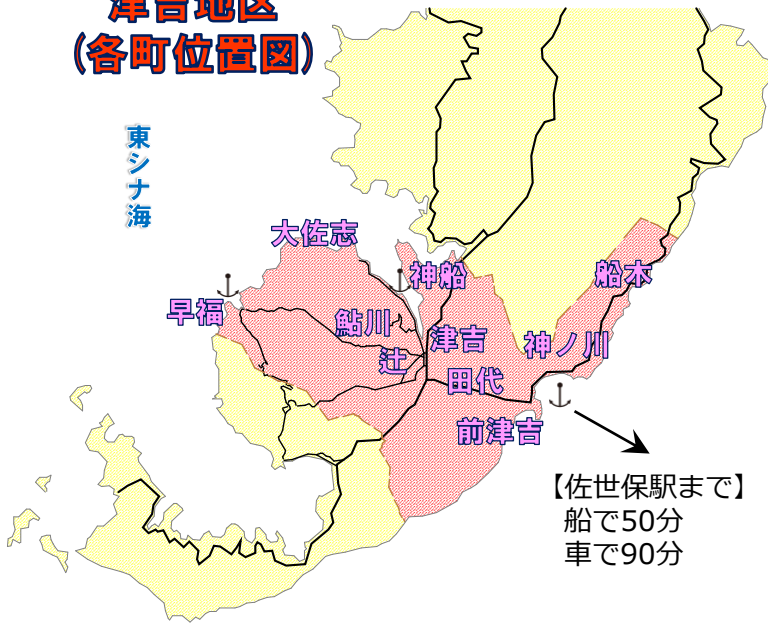 津吉地区
(各町位置図)
東シナ海
大佐志
神船
船木
早福
鮎川
津吉
神ノ川
辻
田代
前津吉
【佐世保駅まで】
船で50分
車で90分